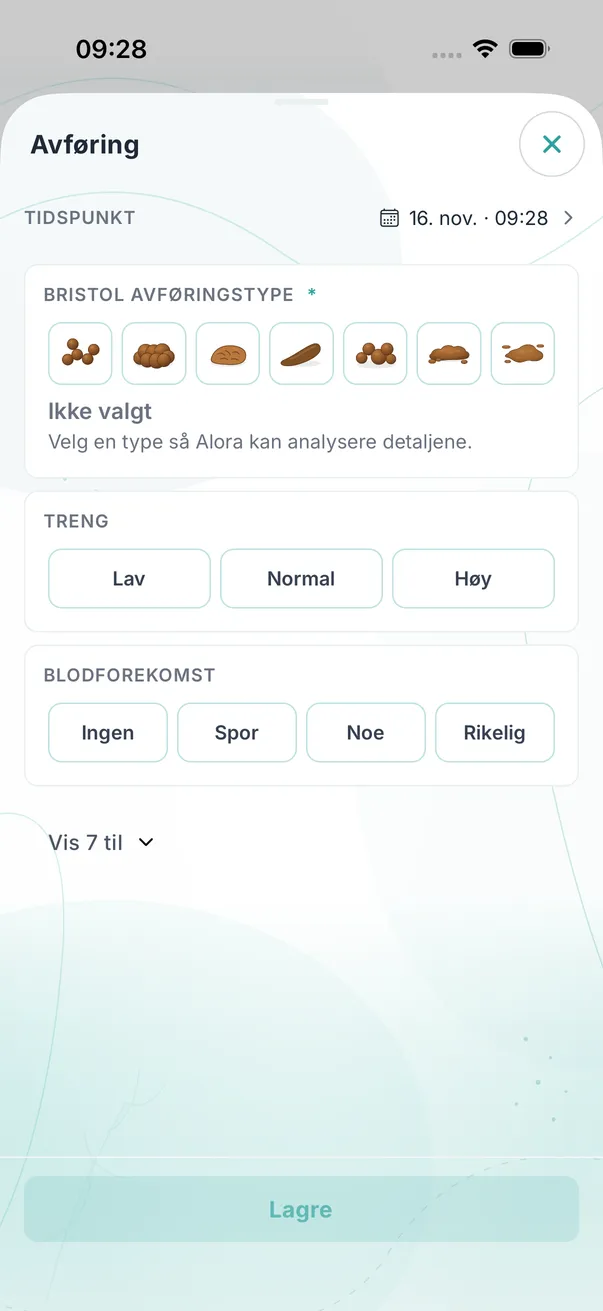 09:28
Avføring
TIDSPUNKT
16. nov. · 09:28
BRISTOL AVFØRINGSTYPE *
Ikke valgt
Velg en type så Alora kan analysere detaljene.
TRENG
Lav Normal Høy
BLODFOREKOMST
Ingen Spor Noe Rikelig
Vis 7 til
Lagre